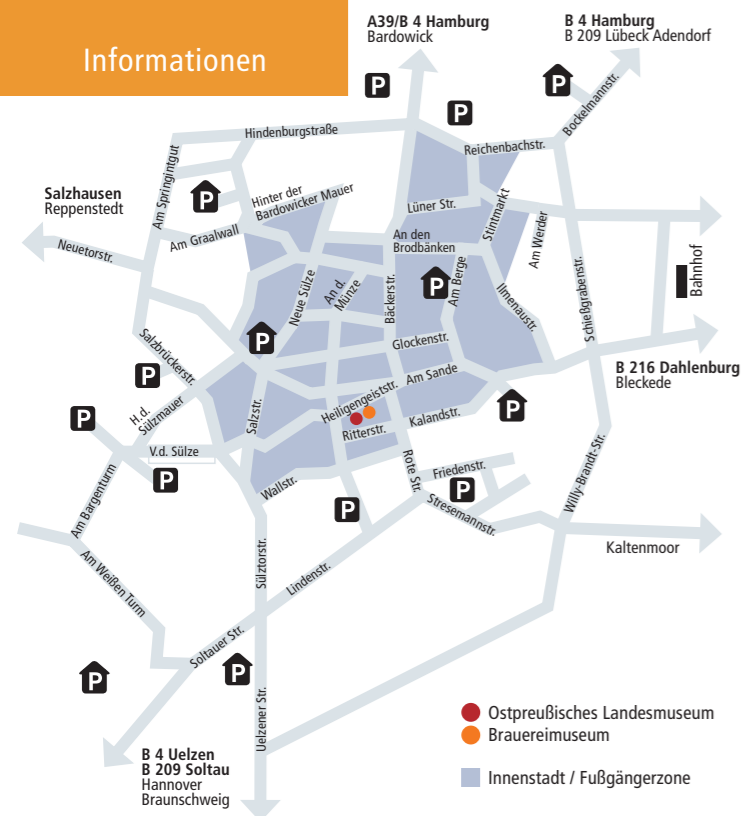 Informationen
A39/B 4 Hamburg
Bardowick
B 4 Hamburg
B 209 Lübeck Adendorf
P
P
P
Bockelmannstr.
Hindenburgstraße
Reichenbachstr.
Am Springintgut
Salzhausen
Reppenstedt
P
Hinter der
Bardowicker Mauer
Lüner Str.
Stintmarkt
Am Graalwall
An den
Brodbänken
Am Werder
Neuetorstr.
Neue Sülze
An d.
Münze
Bäckerstr.
P
Am Berge
Ilmenaustr.
Schießgrabenstr.
Bahnhof
P
Salzbrückerstr.
Glockenstr.
P
Am Sande
B 216 Dahlenburg
Bleckede
H.d.
Sülzmauer
Salzstr.
Heiligengeiststr.
P
P
Ritterstr.
Kalandstr.
V.d. Sülze
P
Wallstr.
Rote Str.
Friedenstr.
P
P
Stresemannstr.
Willy-Brandt-Str.
Am Bargenturm
Kaltenmoor
Am Weißen Turm
Sülztorstr.
Lindenstr.
Soltauer Str.
P
P
Uelzener Str.
Ostpreußisches Landesmuseum
Brauereimuseum
B 4 Uelzen
B 209 Soltau
Hannover
Braunschweig
Innenstadt / Fußgängerzone